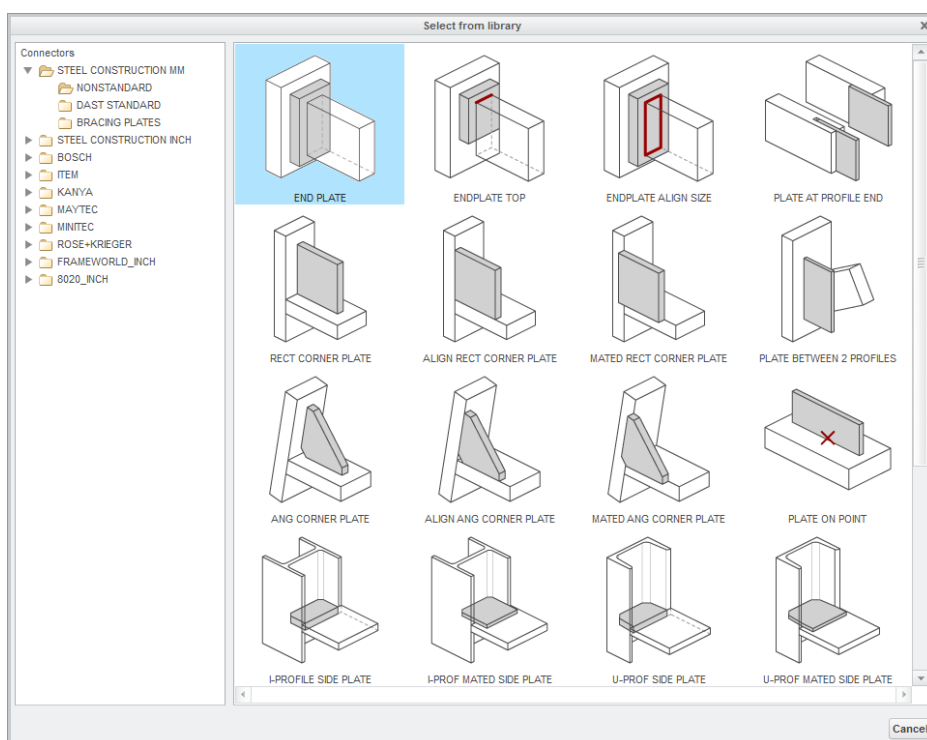 Select from library
Connectors
STEEL CONSTRUCTION MM
NONSTANDARD
DAST STANDARD
BRACING PLATES
STEEL CONSTRUCTION INCH
BOSCH
ITEM
KANYA
MAYTEC
MINITEC
ROSE+KRIEGER
FRAMEWORLD_INCH
8020_INCH
END PLATE
ENDPLATE TOP
ENDPLATE ALIGN SIZE
PLATE AT PROFILE END
RECT CORNER PLATE
ALIGN RECT CORNER PLATE
MATED RECT CORNER PLATE
PLATE BETWEEN 2 PROFILES
ANG CORNER PLATE
ALIGN ANG CORNER PLATE
MATED ANG CORNER PLATE
PLATE ON POINT
I-PROFILE SIDE PLATE
I-PROF MATED SIDE PLATE
U-PROF SIDE PLATE
U-PROF MATED SIDE PLATE
Cancel